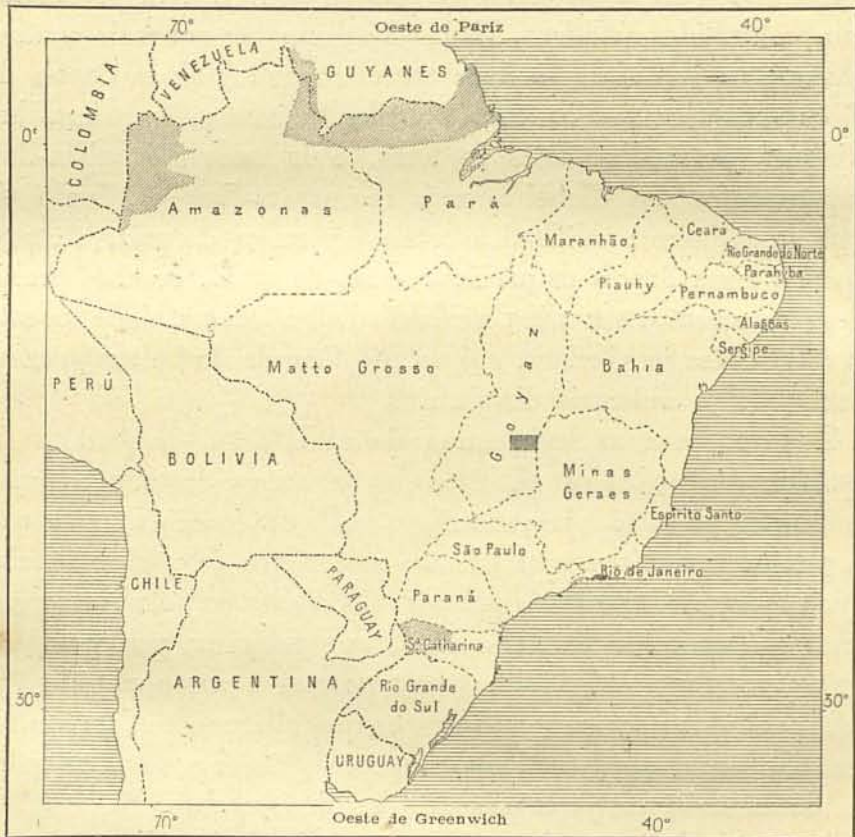 70° Oeste de Pariz 40°
COLOMBIA
VENEZUELA
GUYANES
0° 0°
Amazonas
Pará
Maranhão
Ceará
Rio Grande do Norte
Parahyba
Piauhy
Pernambuco
Alagôas
Sergipe
PERÚ
Matto Grosso
Goyaz
Bahia
BOLIVIA
Minas
Geraes
Espirito Santo
São Paulo
Rio de Janeiro
CHILE
PARAGUAY
Paraná
Sª Catharina
ARGENTINA
Rio Grande
do Sul
30° 30°
URUGUAY
70° Oeste de Greenwich 40°